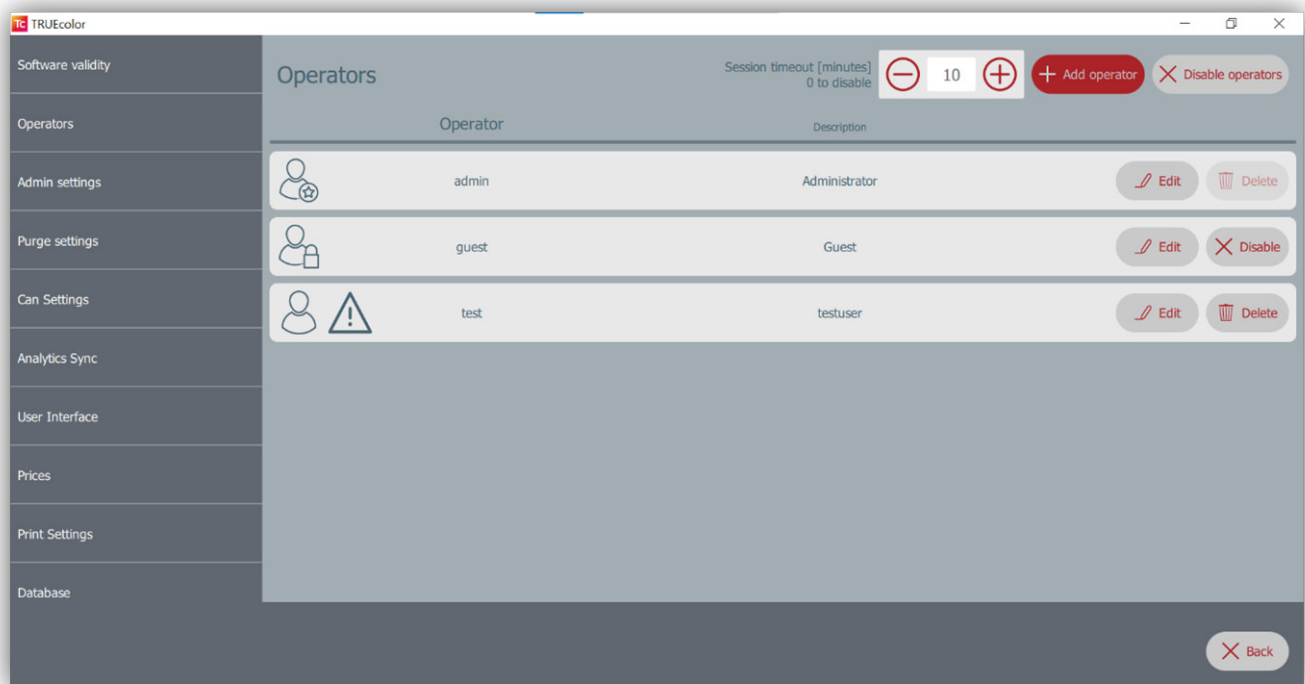 Tc TRUEcolor
Software validity
Operators
Admin settings
Purge settings
Can Settings
Analytics Sync
User Interface
Prices
Print Settings
Database
Operators
Session timeout [minutes]
0 to disable
10
Add operator
Disable operators
Operator Description
admin Administrator Edit Delete
guest Guest Edit Disable
test testuser Edit Delete
Back